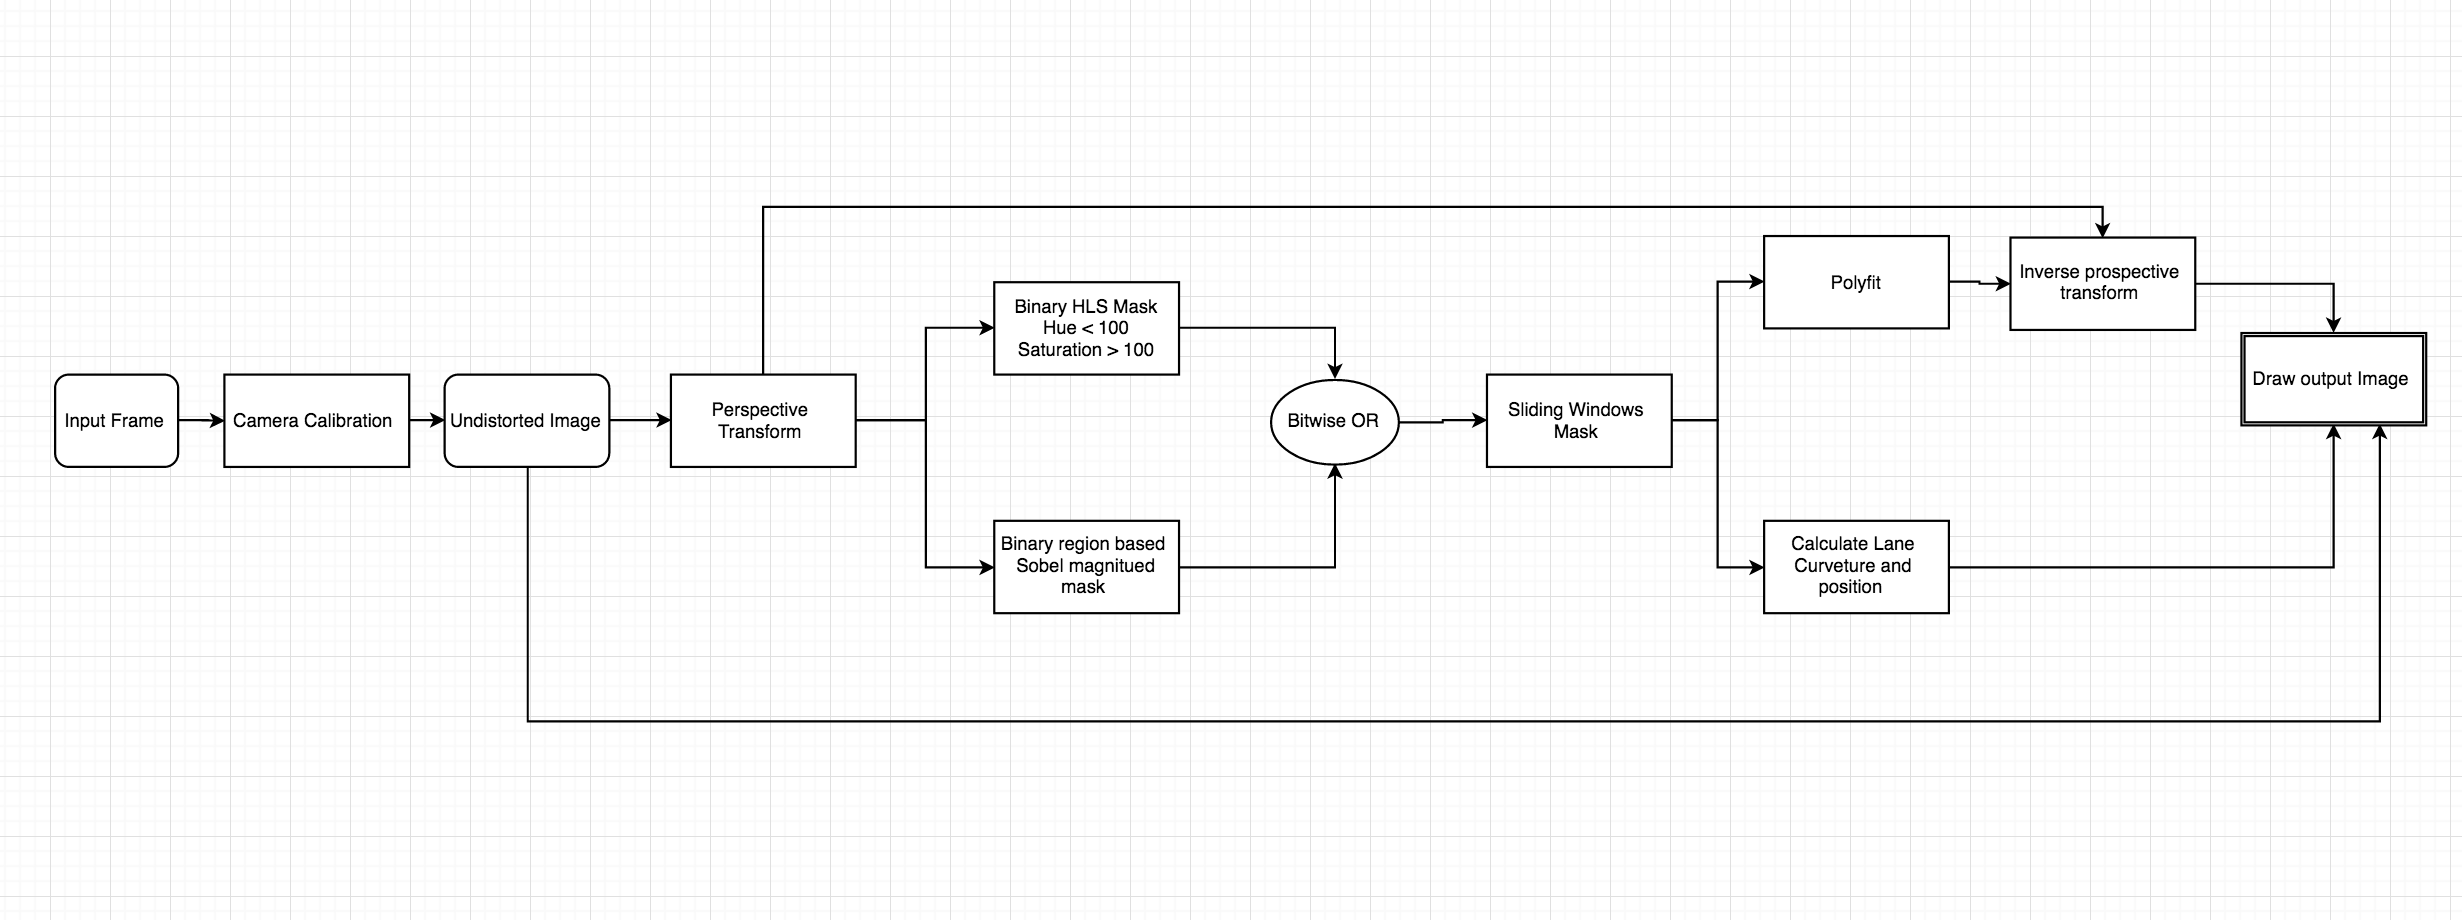 Input Frame
Camera Calibration
Undistorted Image
Perspective
Transform
Binary HLS Mask
Hue < 100
Saturation > 100
Binary region based
Sobel magnitued
mask
Bitwise OR
Sliding Windows
Mask
Polyfit
Calculate Lane
Curveture and
position
Inverse prospective
transform
Draw output Image